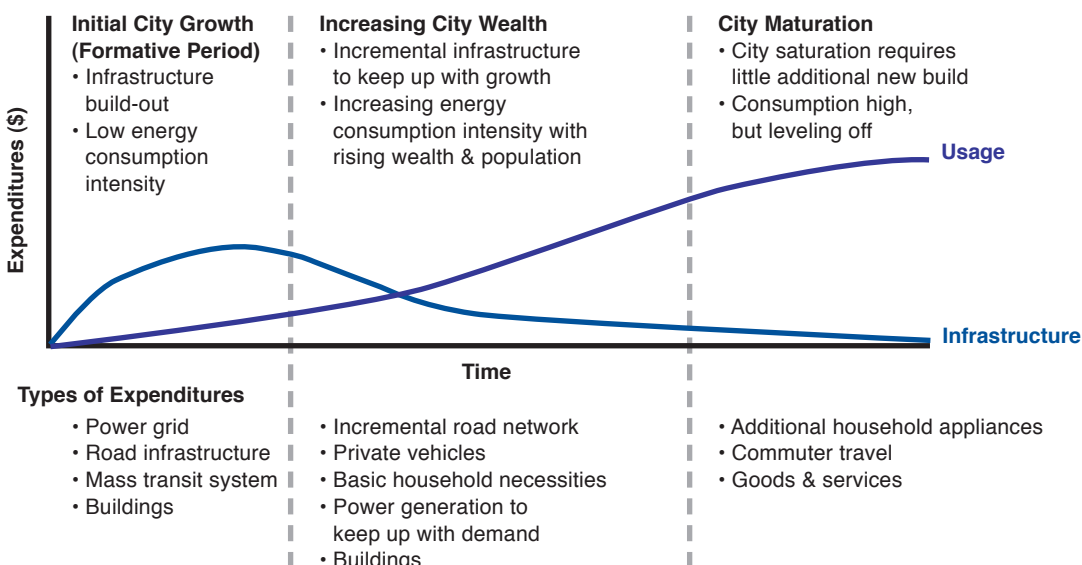 Initial City Growth
(Formative Period)
• Infrastructure
build-out
• Low energy
consumption
intensity
Increasing City Wealth
• Incremental infrastructure
to keep up with growth
• Increasing energy
consumption intensity with
rising wealth & population
City Maturation
• City saturation requires
little additional new build
• Consumption high,
but leveling off
Expenditures ($)
Usage
Infrastructure
Time
Types of Expenditures
• Power grid
• Road infrastructure
• Mass transit system
• Buildings
• Incremental road network
• Private vehicles
• Basic household necessities
• Power generation to
keep up with demand
• Buildings
• Additional household appliances
• Commuter travel
• Goods & services